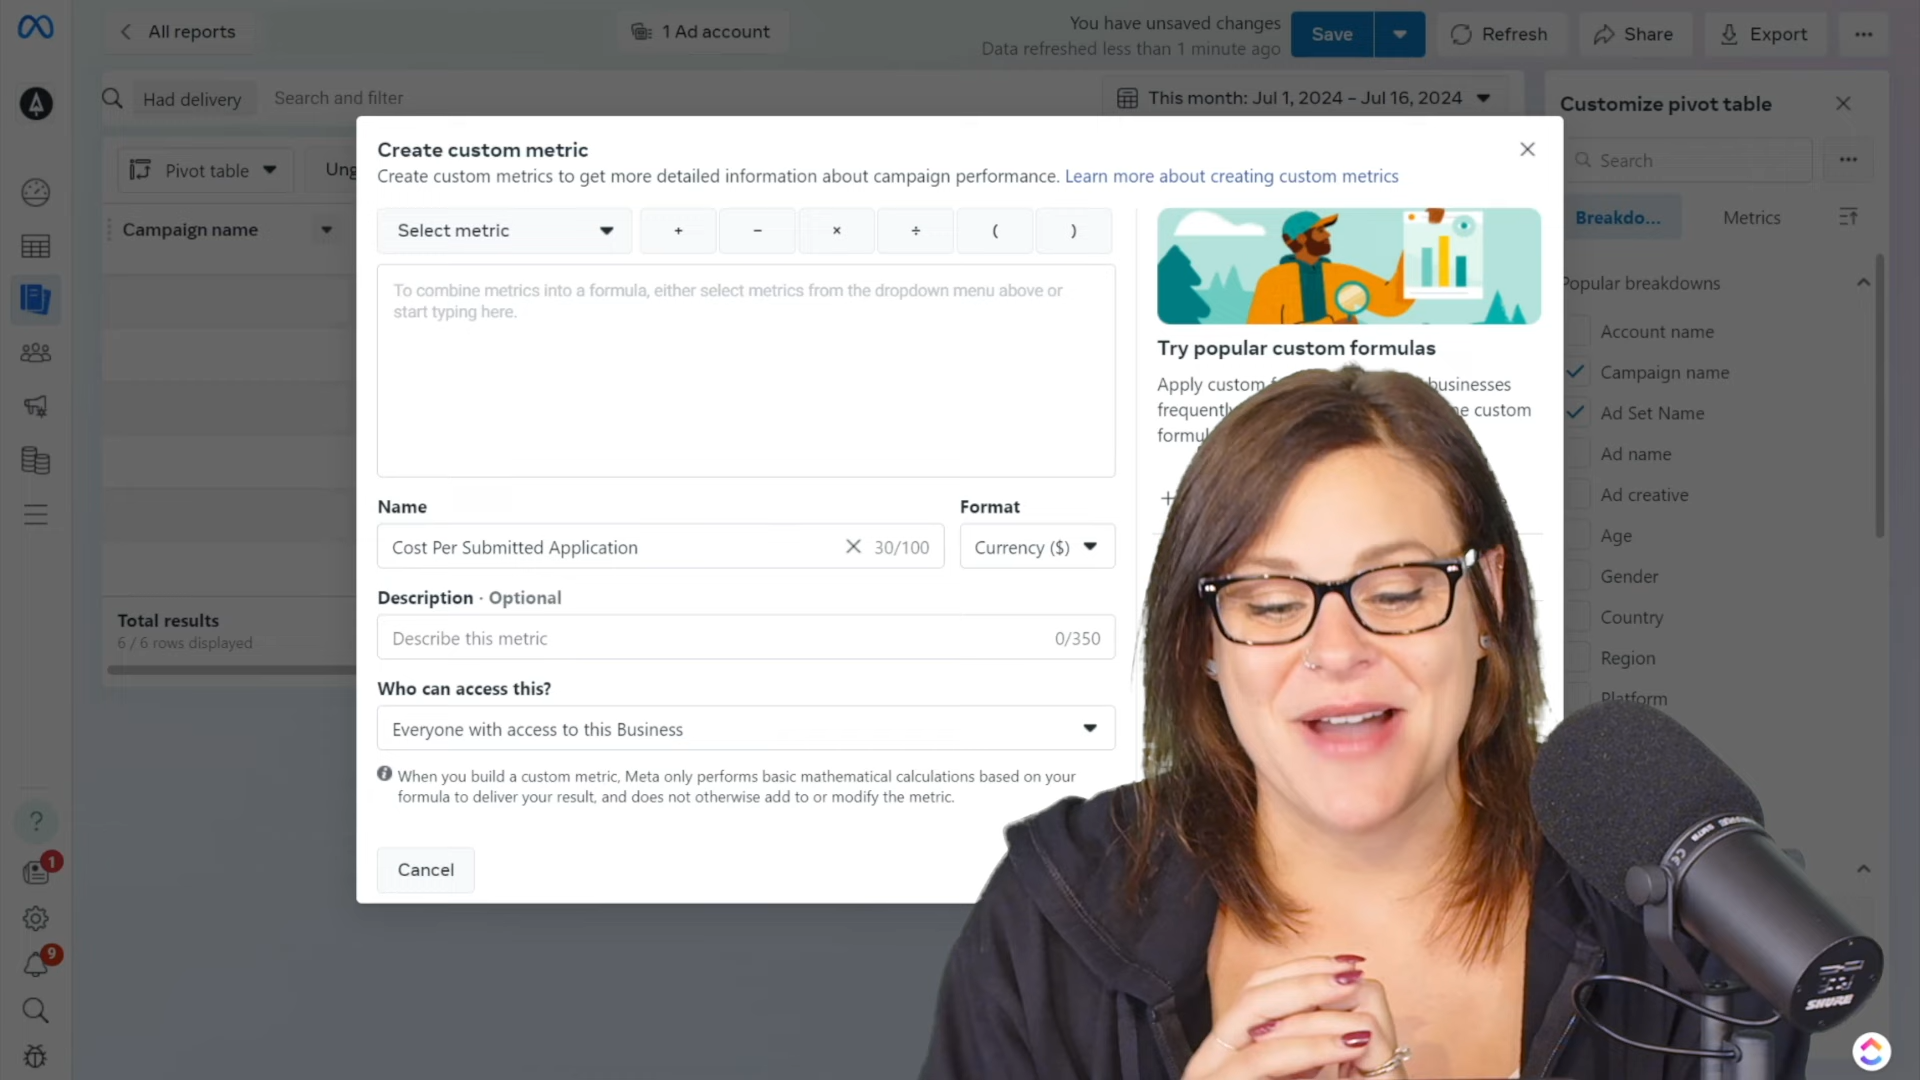 All reports
1 Ad account
You have unsaved changes
Data refreshed less than 1 minute ago
Save
Refresh
Share
Export
Had delivery
Search and filter
This month: Jul 1, 2024 – Jul 16, 2024
Customize pivot table
Pivot table
Ung
Search
Campaign name
Create custom metric
Create custom metrics to get more detailed information about campaign performance. Learn more about creating custom metrics
Select metric
+
−
×
÷
(
)
Breakdo...
Metrics
To combine metrics into a formula, either select metrics from the dropdown menu above or
start typing here.
Try popular custom formulas
Apply custom
businesses
frequently
custom
Popular breakdowns
Account name
Campaign name
Ad Set Name
Ad name
Ad creative
Age
Gender
Country
Region
Platform
Name
Format
Cost Per Submitted Application
30/100
Currency ($)
Description · Optional
Describe this metric
0/350
Who can access this?
Everyone with access to this Business
When you build a custom metric, Meta only performs basic mathematical calculations based on your
formula to deliver your result, and does not otherwise add to or modify the metric.
Cancel
Total results
6 / 6 rows displayed
?
1
9
SHURE